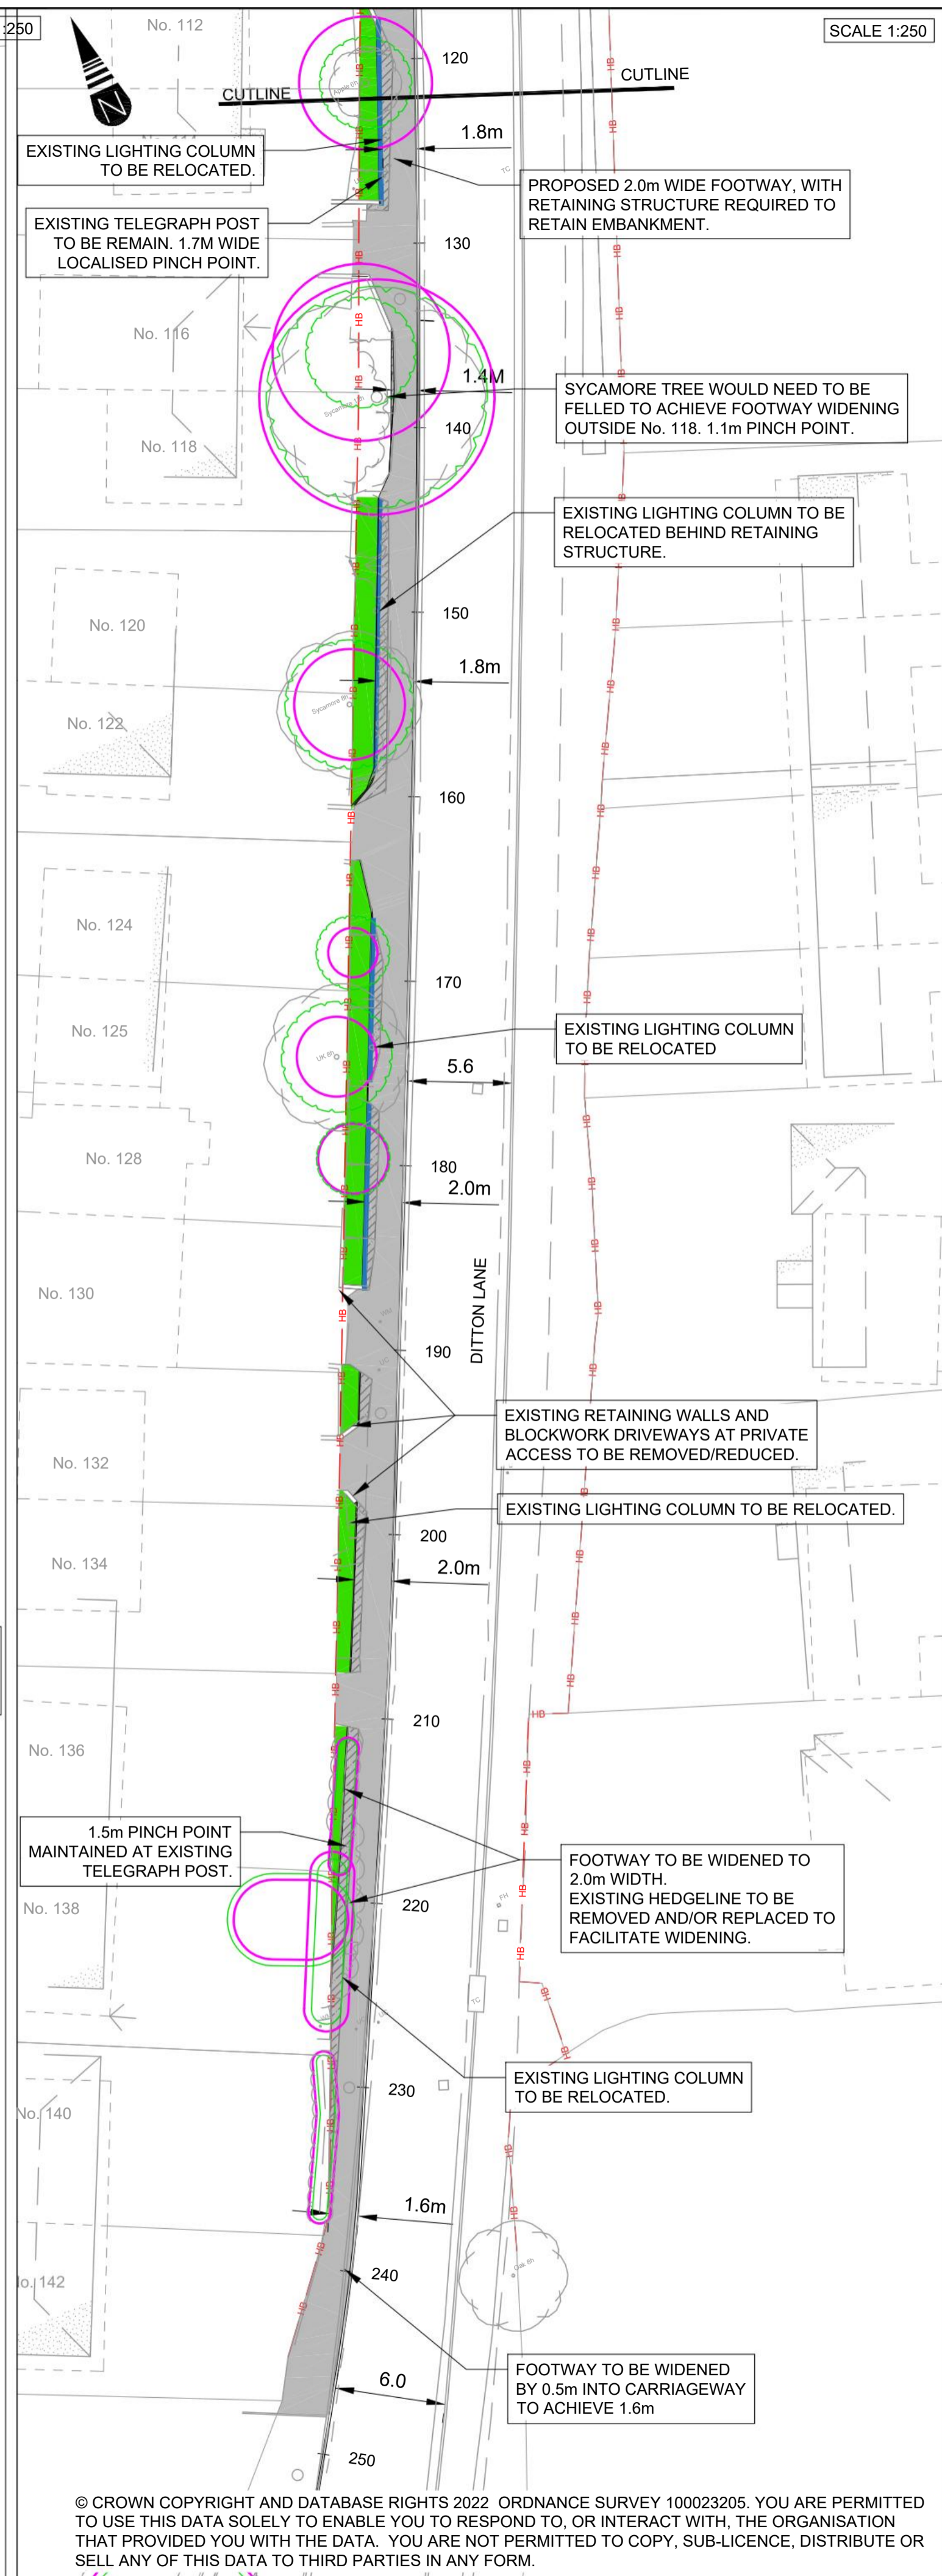 :250
SCALE 1:250
No. 112
N
CUTLINE
CUTLINE
120
1.8m
EXISTING LIGHTING COLUMN
TO BE RELOCATED.
PROPOSED 2.0m WIDE FOOTWAY, WITH
RETAINING STRUCTURE REQUIRED TO
RETAIN EMBANKMENT.
EXISTING TELEGRAPH POST
TO BE REMAIN. 1.7M WIDE
LOCALISED PINCH POINT.
130
No. 116
1.4M
SYCAMORE TREE WOULD NEED TO BE
FELLED TO ACHIEVE FOOTWAY WIDENING
OUTSIDE No. 118. 1.1m PINCH POINT.
140
No. 118
EXISTING LIGHTING COLUMN TO BE
RELOCATED BEHIND RETAINING
STRUCTURE.
150
No. 120
1.8m
Sycamore 8h
No. 122
160
No. 124
170
No. 125
EXISTING LIGHTING COLUMN
TO BE RELOCATED
UK 8h
5.6
No. 128
180
2.0m
No. 130
DITTON LANE
190
EXISTING RETAINING WALLS AND
BLOCKWORK DRIVEWAYS AT PRIVATE
ACCESS TO BE REMOVED/REDUCED.
No. 132
EXISTING LIGHTING COLUMN TO BE RELOCATED.
200
No. 134
2.0m
210
No. 136
1.5m PINCH POINT
MAINTAINED AT EXISTING
TELEGRAPH POST.
FOOTWAY TO BE WIDENED TO
2.0m WIDTH.
EXISTING HEDGELINE TO BE
REMOVED AND/OR REPLACED TO
FACILITATE WIDENING.
No. 138
220
FH
TC
EXISTING LIGHTING COLUMN
TO BE RELOCATED.
230
No. 140
1.6m
240
Oak 8h
lo. 142
FOOTWAY TO BE WIDENED
BY 0.5m INTO CARRIAGEWAY
TO ACHIEVE 1.6m
6.0
250
HB
© CROWN COPYRIGHT AND DATABASE RIGHTS 2022 ORDNANCE SURVEY 100023205. YOU ARE PERMITTED
TO USE THIS DATA SOLELY TO ENABLE YOU TO RESPOND TO, OR INTERACT WITH, THE ORGANISATION
THAT PROVIDED YOU WITH THE DATA. YOU ARE NOT PERMITTED TO COPY, SUB-LICENCE, DISTRIBUTE OR
SELL ANY OF THIS DATA TO THIRD PARTIES IN ANY FORM.